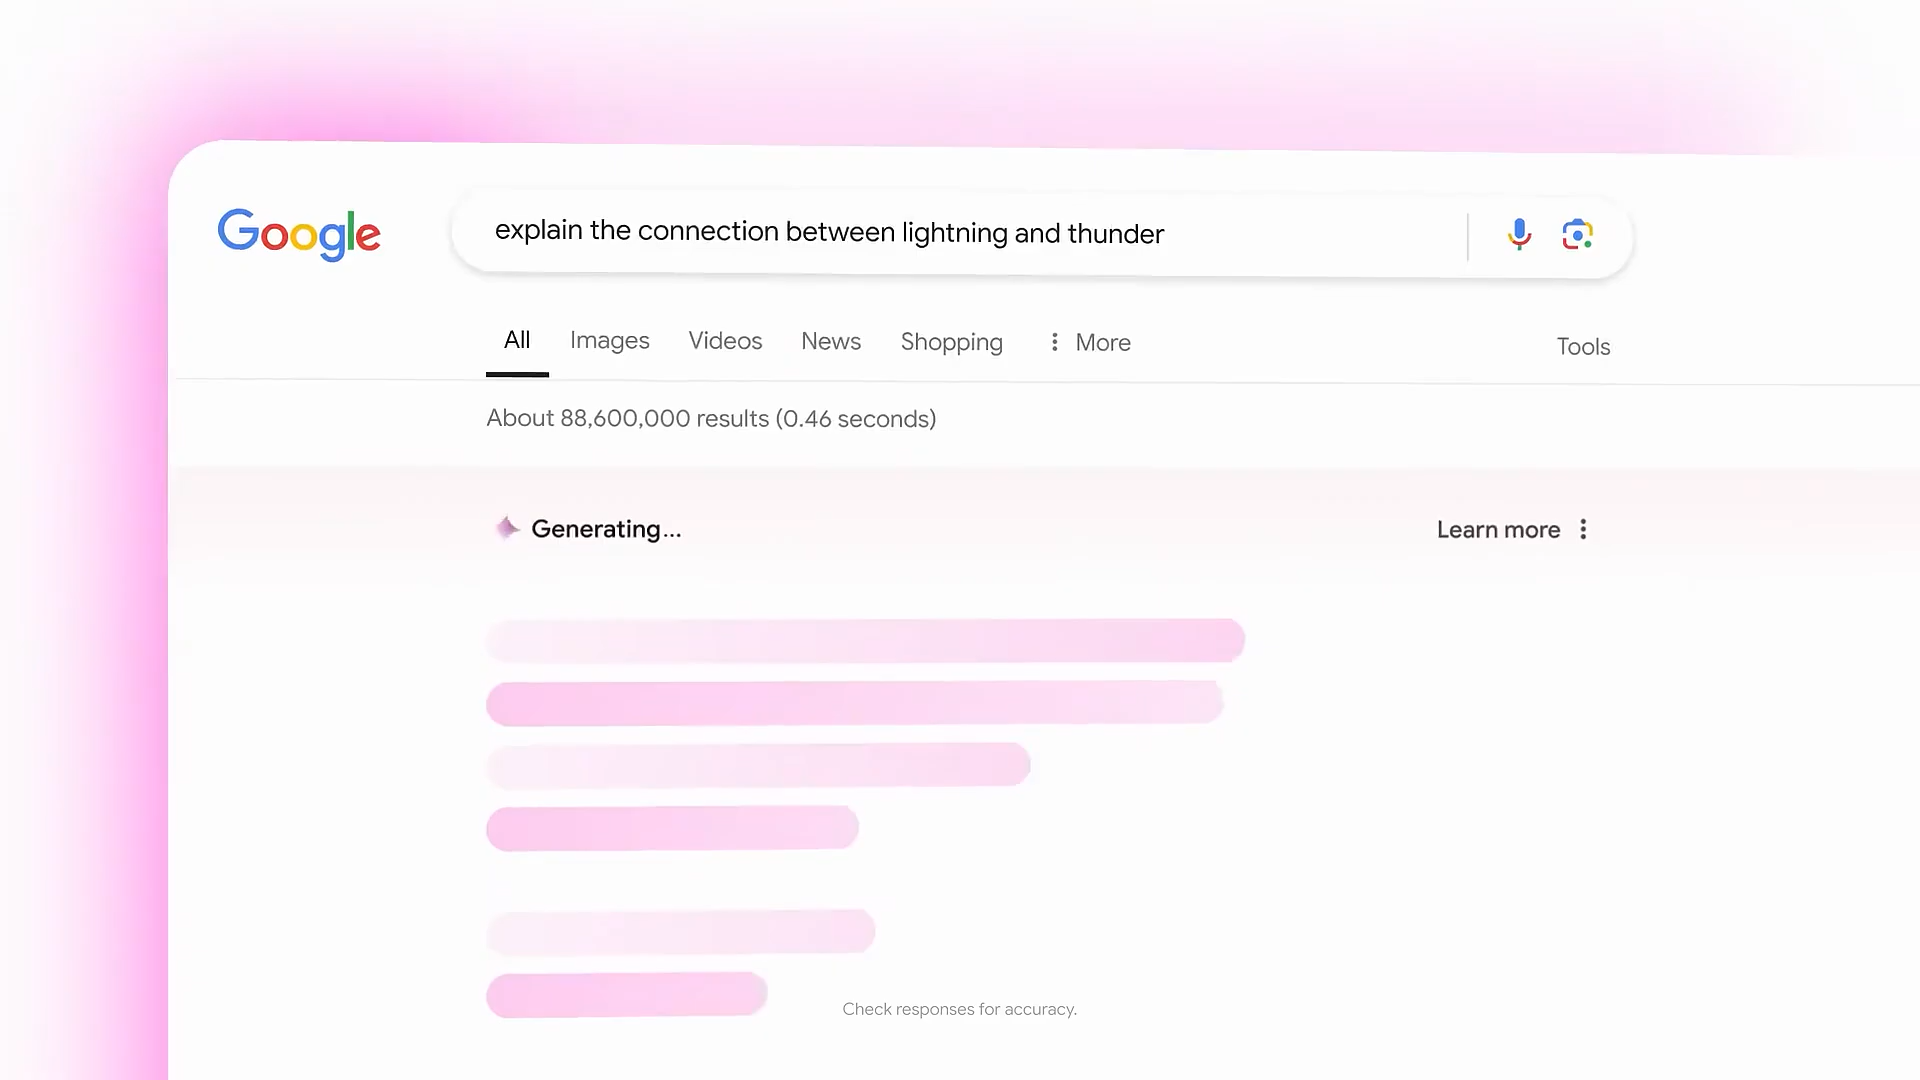 Google
explain the connection between lightning and thunder
All Images Videos News Shopping More Tools
About 88,600,000 results (0.46 seconds)
Generating... Learn more
Check responses for accuracy.